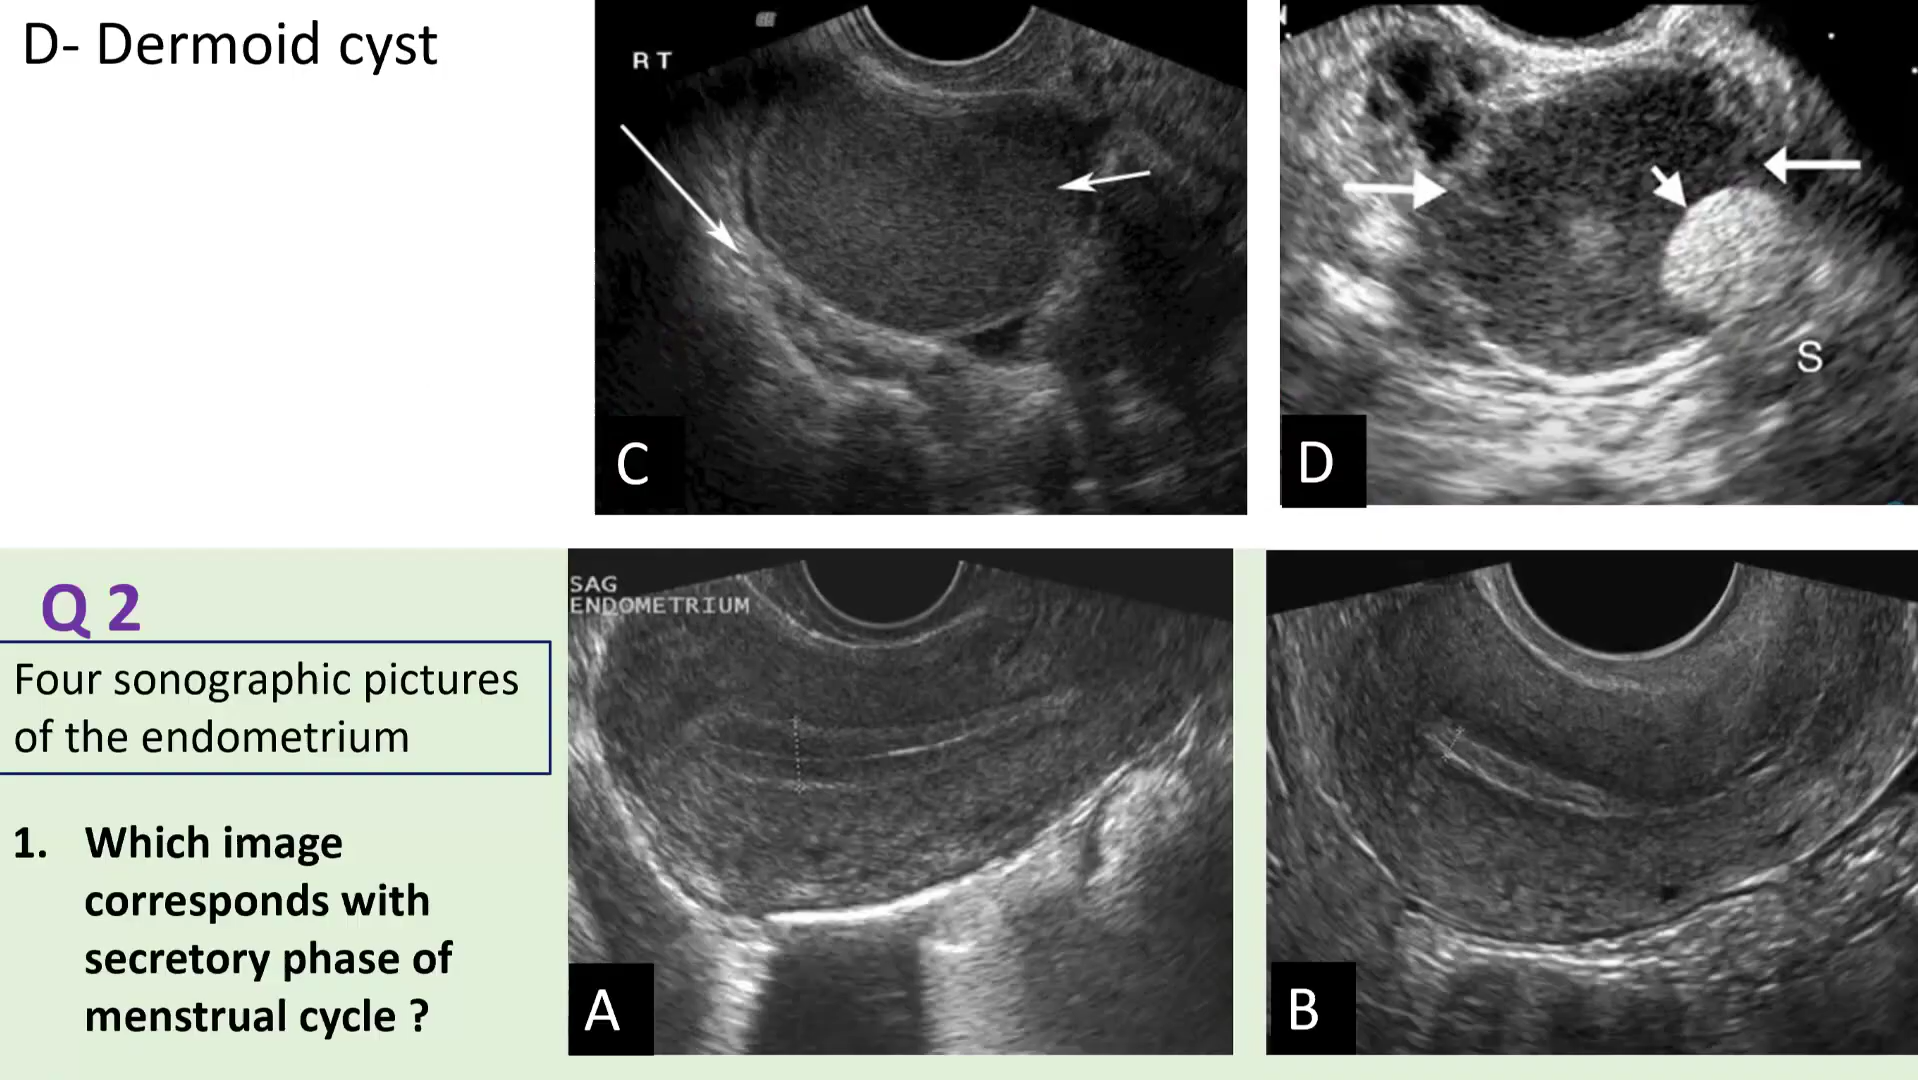 D- Dermoid cyst
GE
RT
C
S
D
Q 2
Four sonographic pictures
of the endometrium
1. Which image
corresponds with
secretory phase of
menstrual cycle ?
SAG
ENDOMETRIUM
A
B